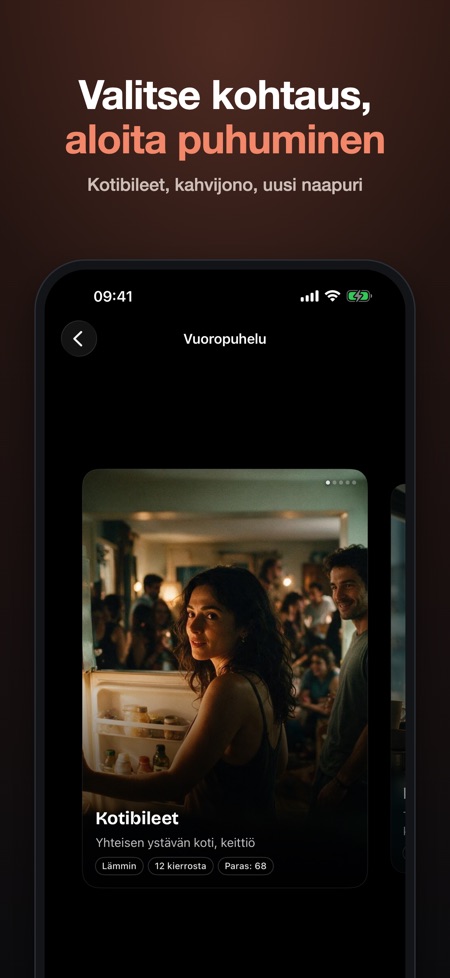 Valitse kohtaus,
aloita puhuminen
Kotibileet, kahvijono, uusi naapuri
09:41
Vuoropuhelu
Kotibileet
Yhteisen ystävän koti, keittiö
Lämmin
12 kierrosta
Paras: 68